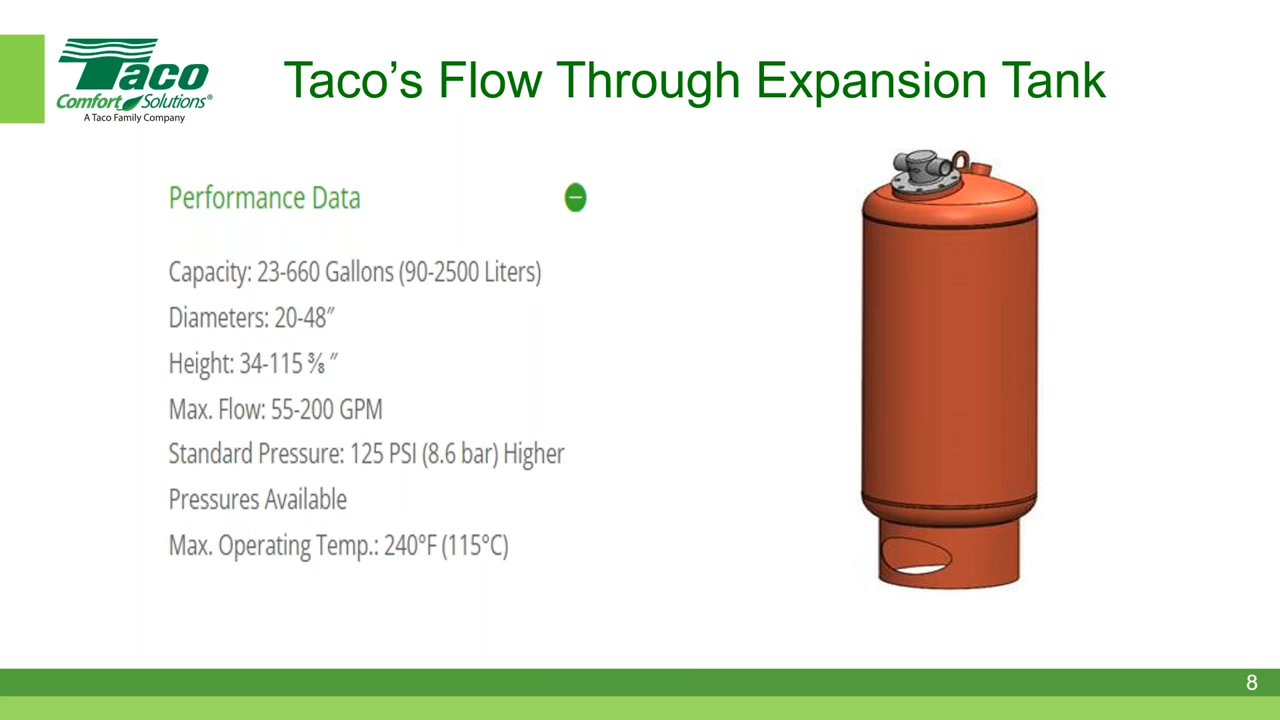 Taco
Comfort Solutions®
A Taco Family Company
Taco’s Flow Through Expansion Tank
Performance Data
Capacity: 23-660 Gallons (90-2500 Liters)
Diameters: 20-48″
Height: 34-115 ⅜ ″
Max. Flow: 55-200 GPM
Standard Pressure: 125 PSI (8.6 bar) Higher
Pressures Available
Max. Operating Temp.: 240°F (115°C)
8